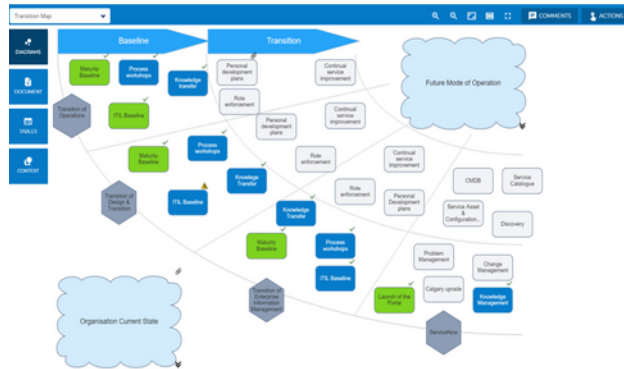 Transition Map
COMMENTS
ACTIONS
DIAGRAMS
DOCUMENT
TABLES
CONTEXT
Baseline
Transition
Maturity
Baseline
Process
workshops
Knowledge
transfer
Personal
development
plans
Continual
service
improvement
Future Mode of Operation
Transition of
Operations
ITIL Baseline
Role
enforcement
Personal
development
plans
Continual
service
improvement
Maturity
Baseline
Process
workshops
Role
enforcement
Continual
service
improvement
Transition of
Design &
Transition
ITIL Baseline
Knowlege
Transfer
Role
enforcement
Personal
Development
plans
CMDB
Service
Catalogue
Knowledge
Transfer
Service Asset
&
Configuration...
Discovery
Maturity
Baseline
Process
workshops
Problem
Management
Change
Management
ITIL Baseline
Transition of
Enterprise
Information
Management
Launch of the
Portal
Calgary uprade
Knowledge
Management
Organisation Current State
ServiceNow